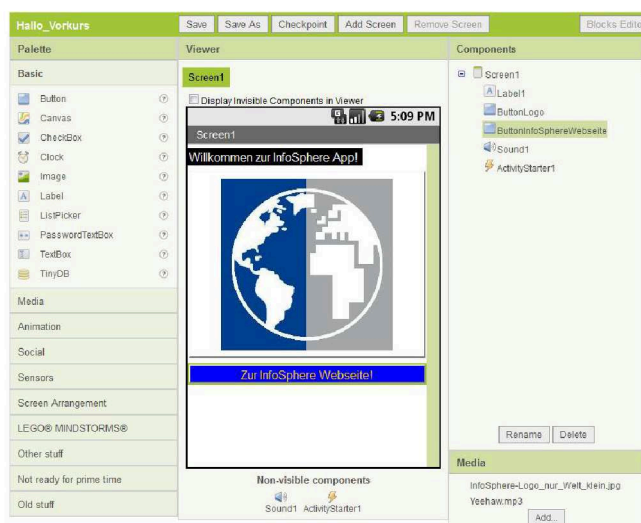 Hallo_Vorkurs
Save
Save As
Checkpoint
Add Screen
Remove Screen
Blocks Edito
Palette
Viewer
Components
Basic
Button
Canvas
CheckBox
Clock
Image
Label
ListPicker
PasswordTextBox
TextBox
TinyDB
Media
Animation
Social
Sensors
Screen Arrangement
LEGO® MINDSTORMS®
Other stuff
Not ready for prime time
Old stuff
Screen1
Display Invisible Components in Viewer
5:09 PM
Screen1
Willkommen zur InfoSphere App!
Zur InfoSphere Webseite!
Non-visible components
Sound1 ActivityStarter1
Screen1
Label1
ButtonLogo
ButtonInfoSphereWebseite
Sound1
ActivityStarter1
Rename
Delete
Media
InfoSphere-Logo_nur_Welt_klein.jpg
Yeehaw.mp3
Add...